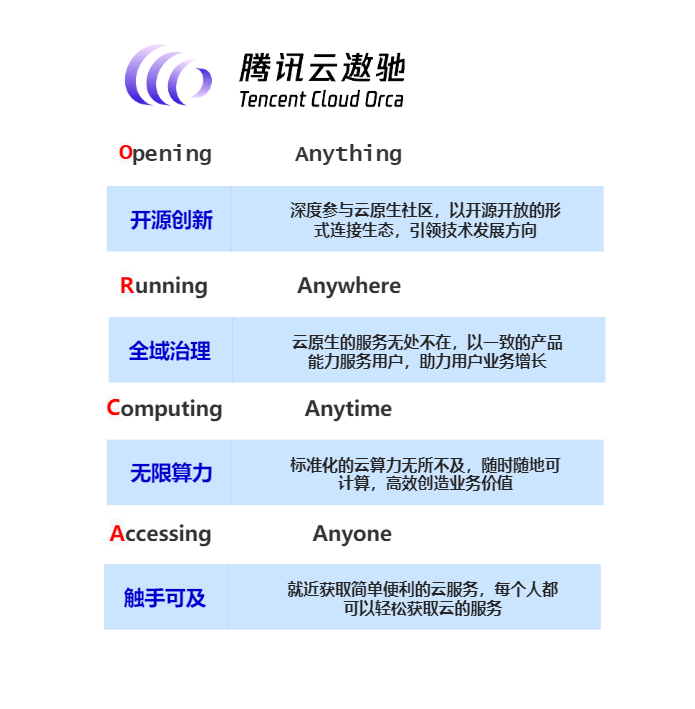 腾讯云遨驰
Tencent Cloud Orca
Opening Anything
开源创新
深度参与云原生社区，以开源开放的形
式连接生态，引领技术发展方向
Running Anywhere
全域治理
云原生的服务无处不在，以一致的产品
能力服务用户，助力用户业务增长
Computing Anytime
无限算力
标准化的云算力无所不及，随时随地可
计算，高效创造业务价值
Accessing Anyone
触手可及
就近获取简单便利的云服务，每个人都
可以轻松获取云的服务